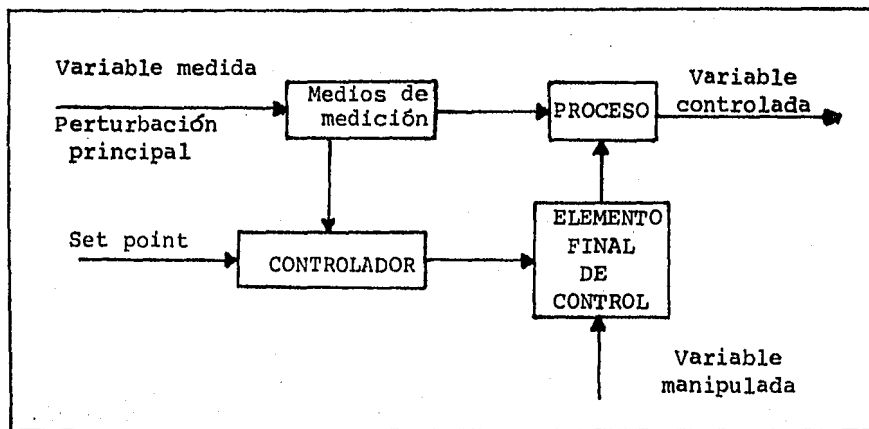 Variable medida
Perturbación
principal
Medios de
medición
PROCESO
Variable
controlada
Set point
CONTROLADOR
ELEMENTO
FINAL
DE
CONTROL
Variable
manipulada